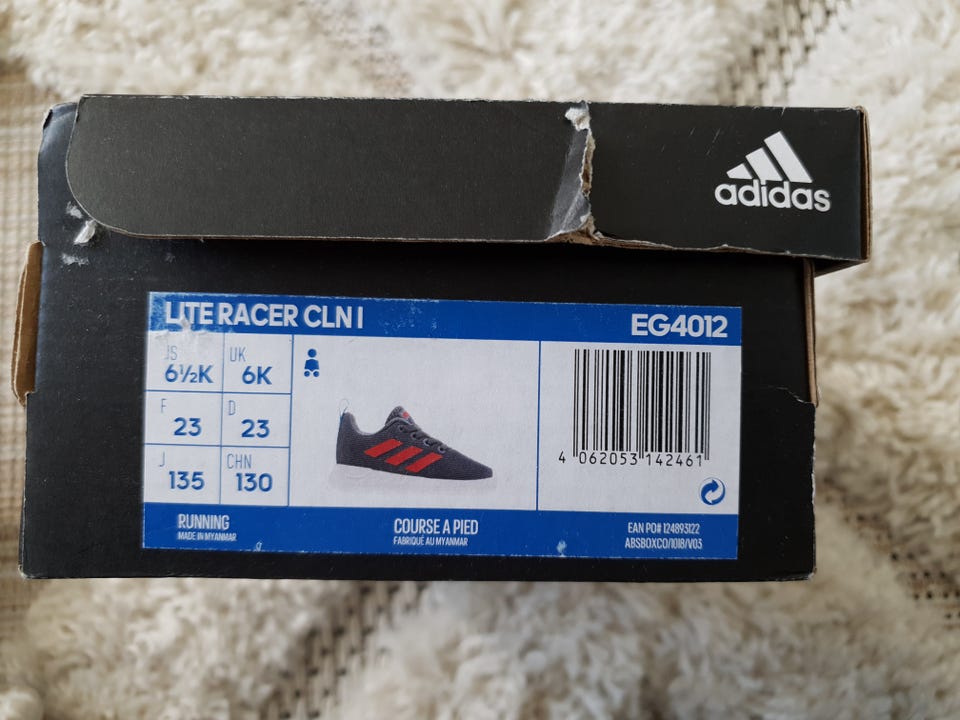 adidas
LITE RACER CLN I
EG4012
US UK
6½K 6K
F D
23 23
J CHN
135 130
4 062053 142461
RUNNING
MADE IN MYANMAR
COURSE A PIED
FABRIQUÉ AU MYANMAR
EAN PO# 124893122
ABSBOXCO/1018/V03